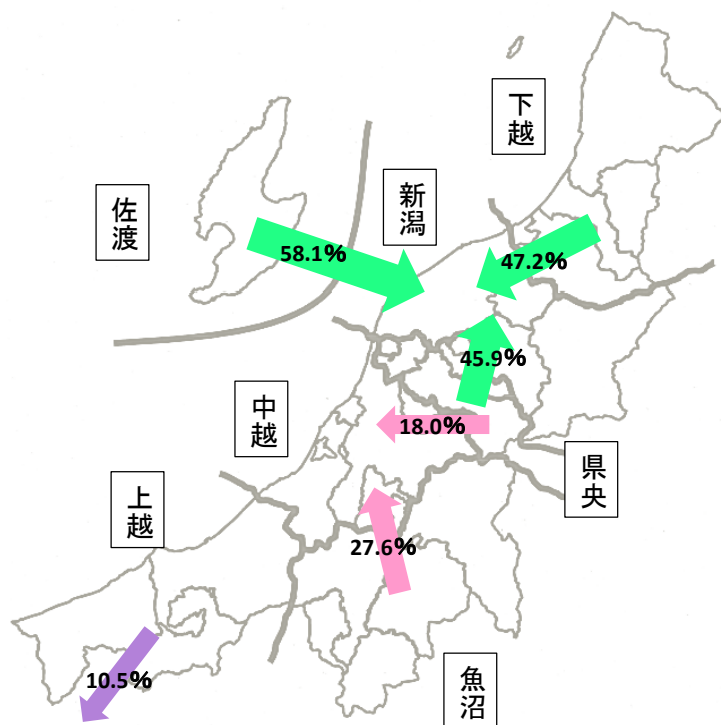 下越
新潟
佐渡
58.1%
47.2%
45.9%
中越
18.0%
県央
上越
27.6%
魚沼
10.5%